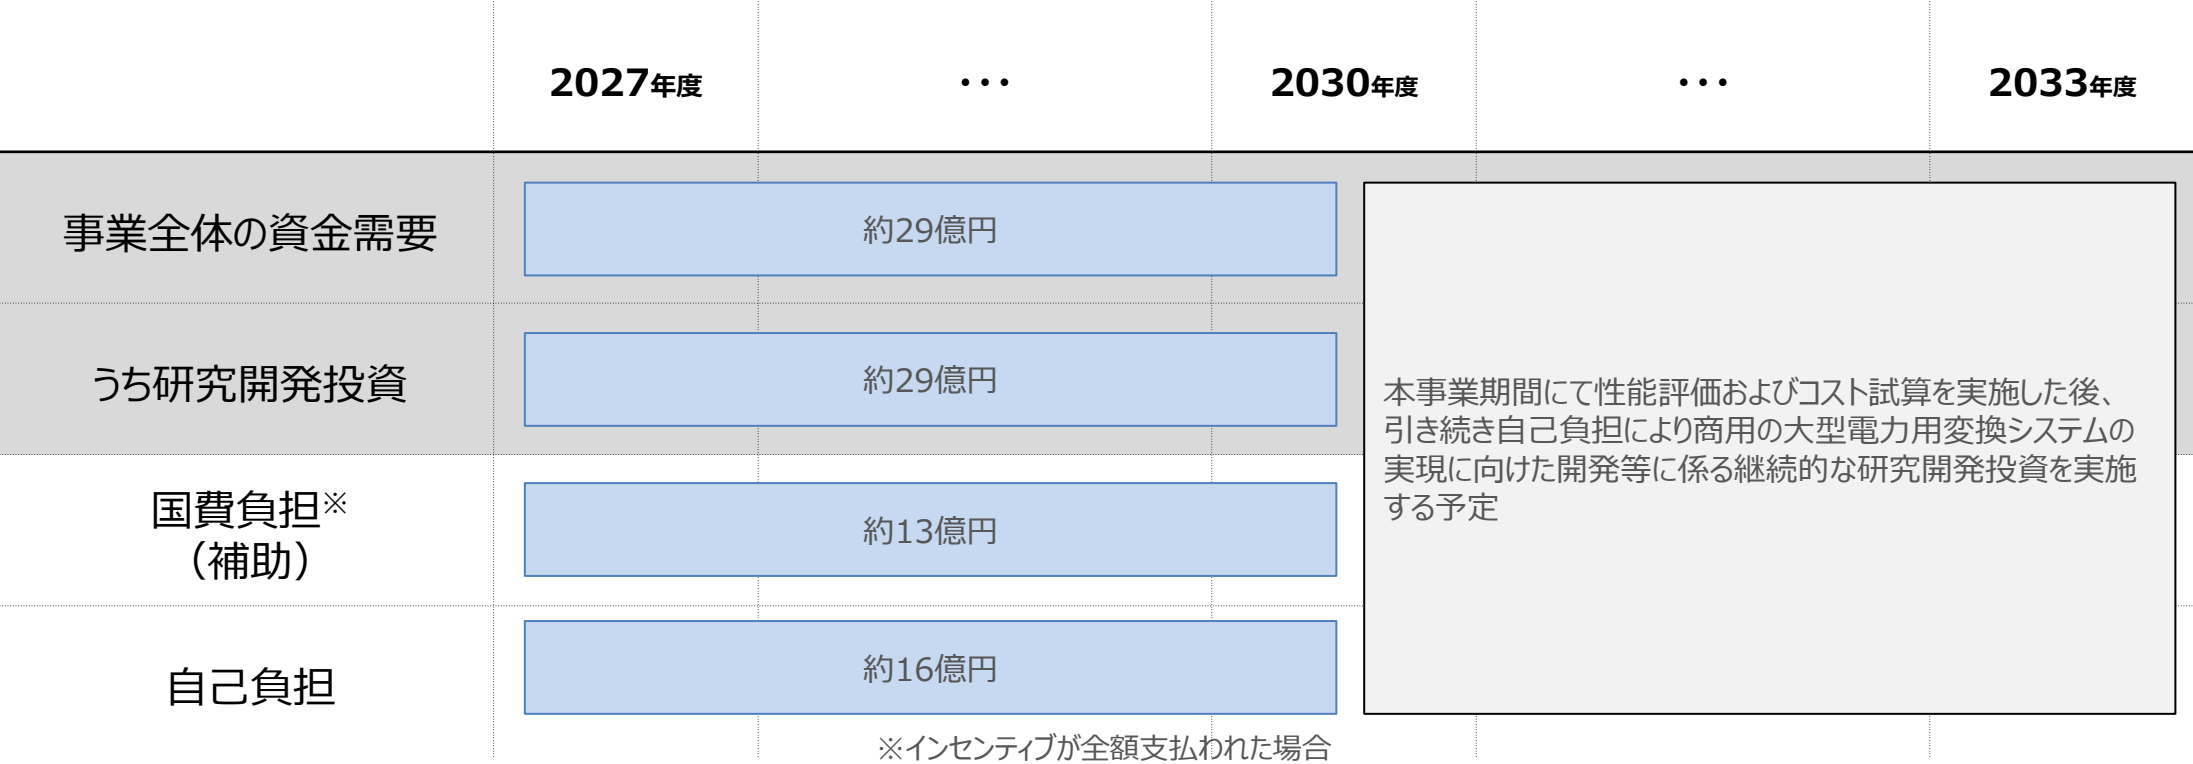 2027年度 ・・・ 2030年度 ・・・ 2033年度
事業全体の資金需要
約29億円
うち研究開発投資
約29億円
国費負担※
（補助）
約13億円
自己負担
約16億円
本事業期間にて性能評価およびコスト試算を実施した後、
引き続き自己負担により商用の大型電力用変換システムの
実現に向けた開発等に係る継続的な研究開発投資を実施
する予定
※インセンティブが全額支払われた場合